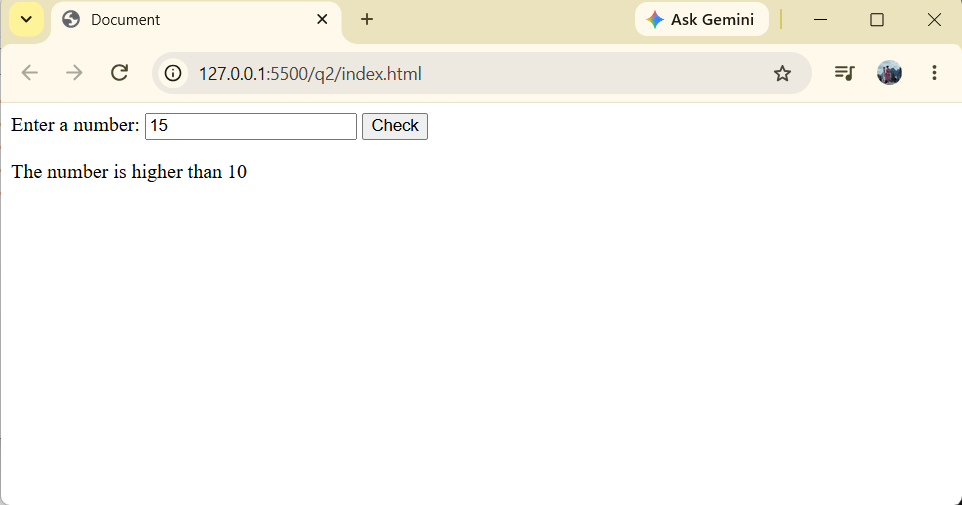 Document
Ask Gemini
127.0.0.1:5500/q2/index.html
Enter a number: 15 Check
The number is higher than 10